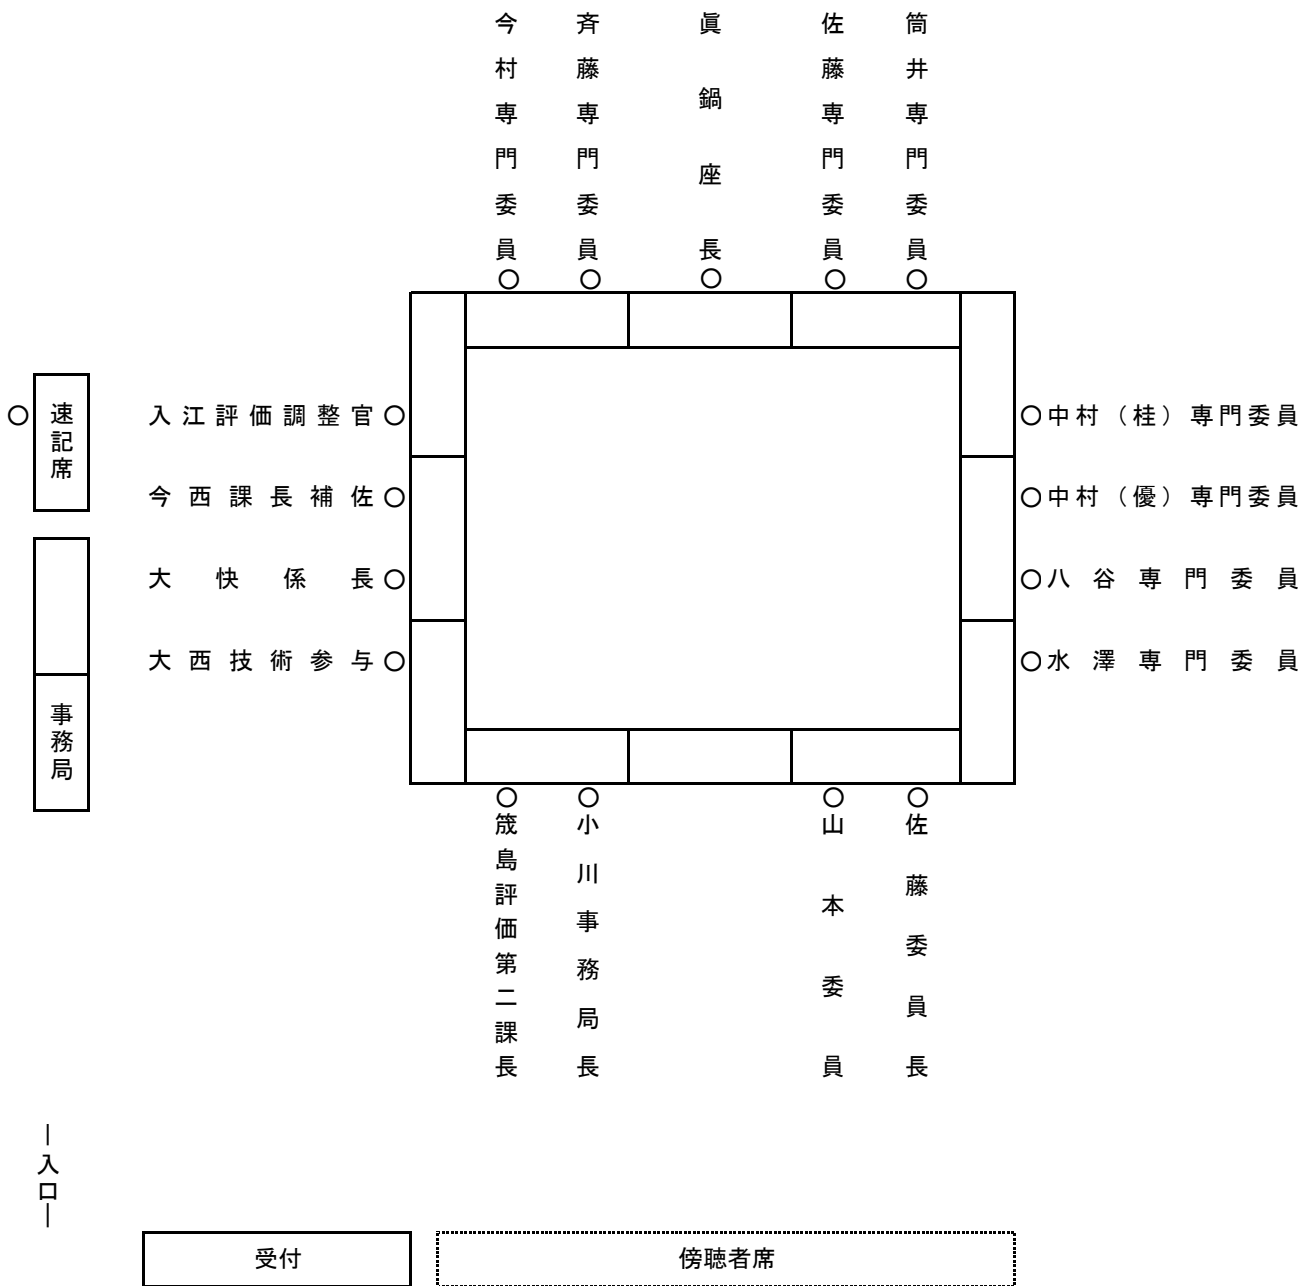 今村専門委員
斉藤専門委員
眞鍋座長
佐藤専門委員
筒井専門委員
速記席
入江評価調整官
中村（桂）専門委員
今西課長補佐
中村（優）専門委員
大快係長
八谷専門委員
大西技術参与
水澤専門委員
事務局
筬島評価第二課長
小川事務局長
山本委員
佐藤委員長
―入口―
受付
傍聴者席